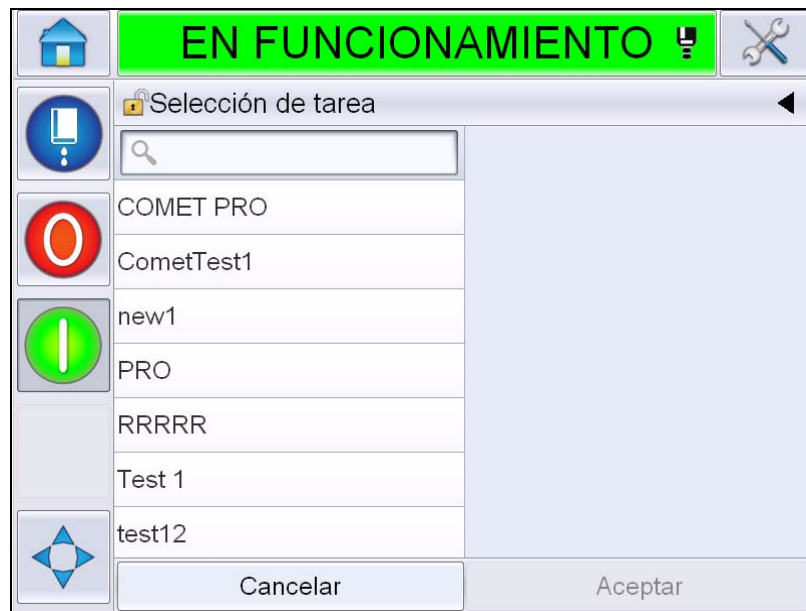 EN FUNCIONAMIENTO
Selección de tarea
COMET PRO
CometTest1
new1
PRO
RRRRR
Test 1
test12
Cancelar
Aceptar